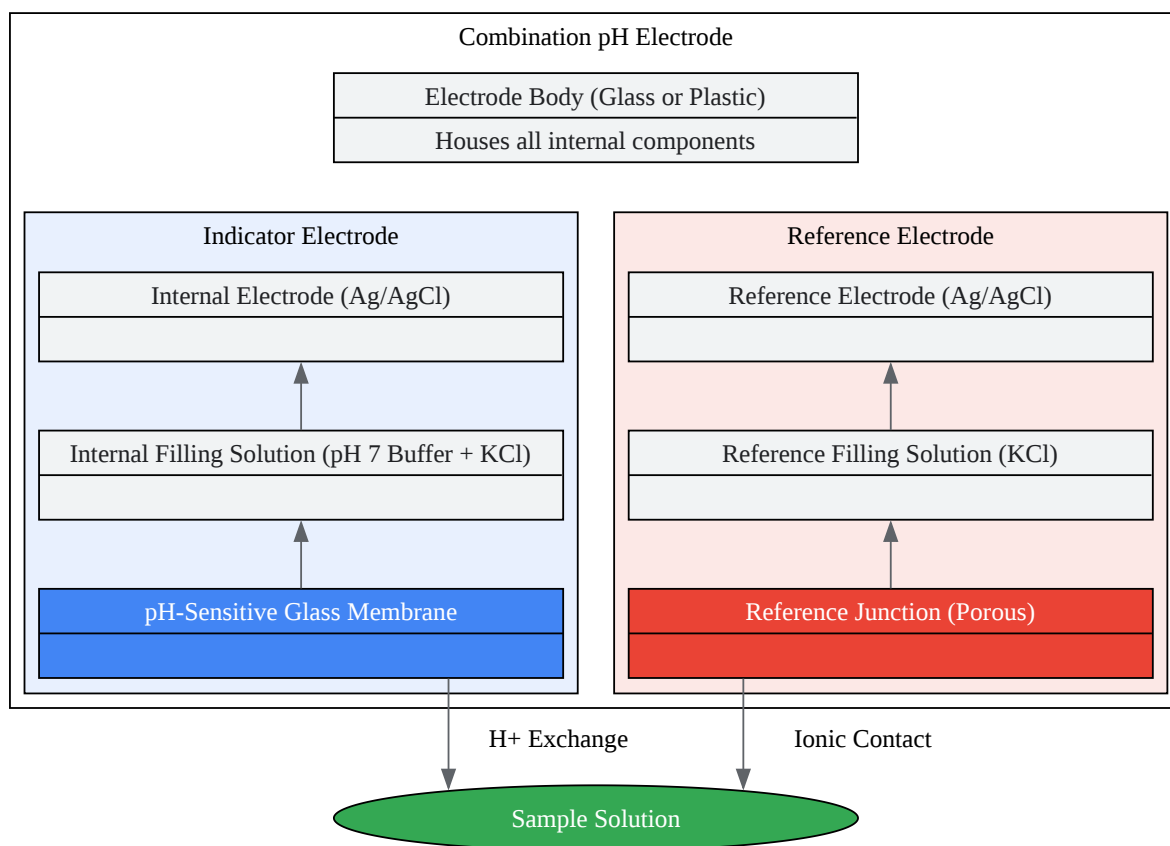 Combination pH Electrode
Electrode Body (Glass or Plastic)
Houses all internal components
Indicator Electrode
Internal Electrode (Ag/AgCl)
Internal Filling Solution (pH 7 Buffer + KCl)
pH-Sensitive Glass Membrane
Reference Electrode
Reference Electrode (Ag/AgCl)
Reference Filling Solution (KCl)
Reference Junction (Porous)
H+ Exchange
Ionic Contact
Sample Solution